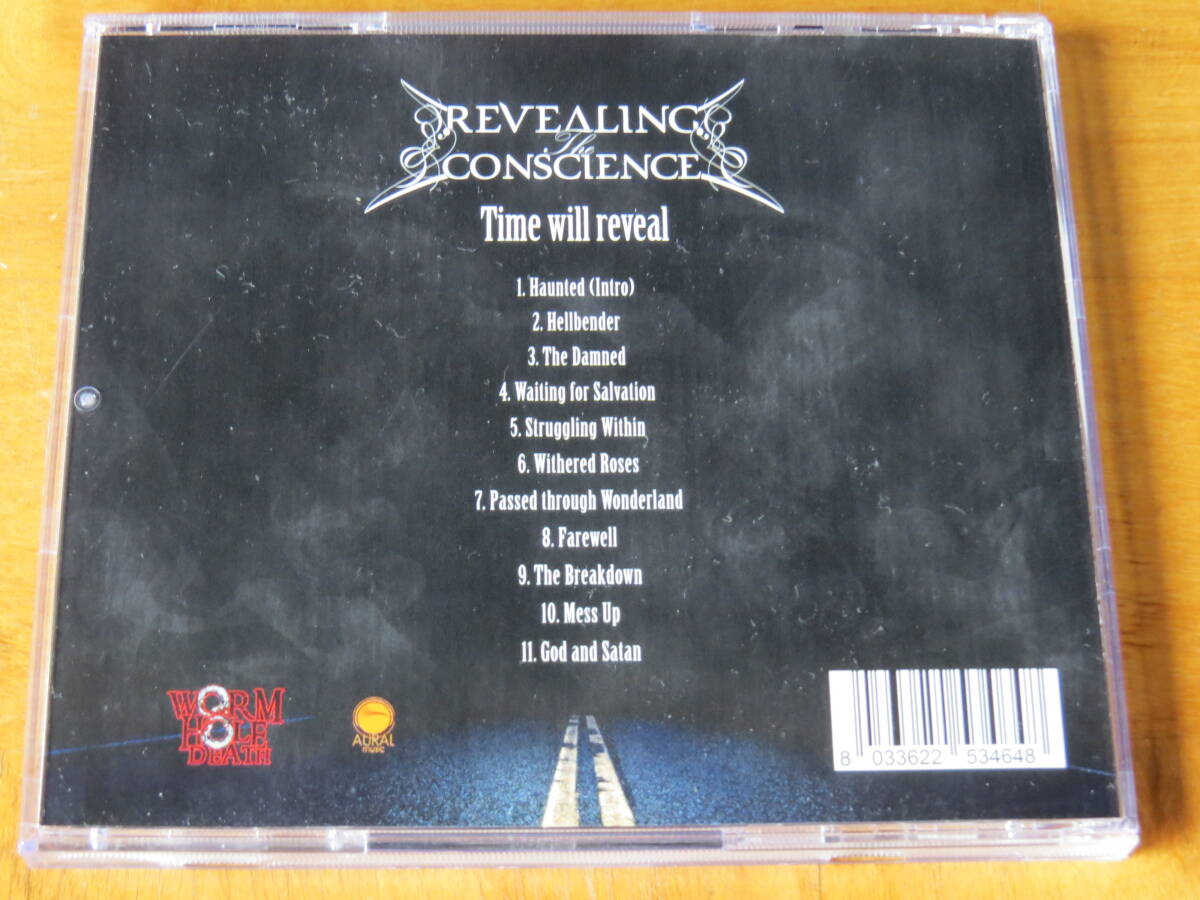 REVEALING
The
CONSCIENCE
Time will reveal
1. Haunted (Intro)
2. Hellbender
3. The Damned
4. Waiting for Salvation
5. Struggling Within
6. Withered Roses
7. Passed through Wonderland
8. Farewell
9. The Breakdown
10. Mess Up
11. God and Satan
WORM
HOLE
DEATH
AURAL
music
8 033622 534648